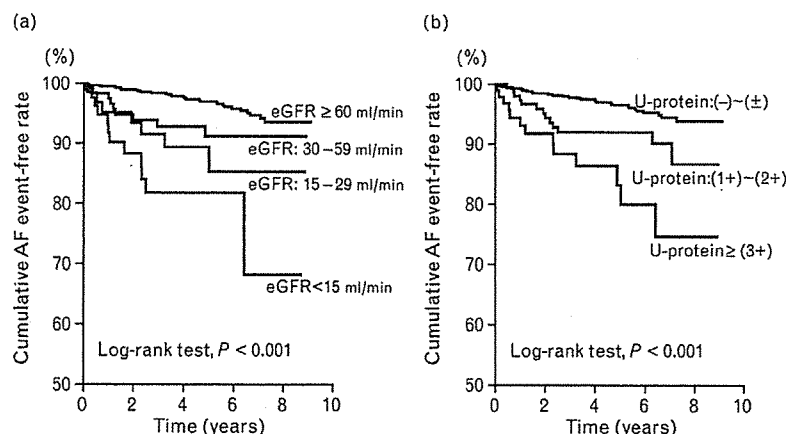 (a)
(%)
Cumulative AF event-free rate
100
90
80
70
60
50
eGFR ≥ 60 ml/min
eGFR: 30–59 ml/min
eGFR: 15–29 ml/min
eGFR<15 ml/min
Log-rank test, P < 0.001
0 2 4 6 8 10
Time (years)
(b)
(%)
Cumulative AF event-free rate
100
90
80
70
60
50
U-protein:(–)~(±)
U-protein:(1+)~(2+)
U-protein≥ (3+)
Log-rank test, P < 0.001
0 2 4 6 8 10
Time (years)